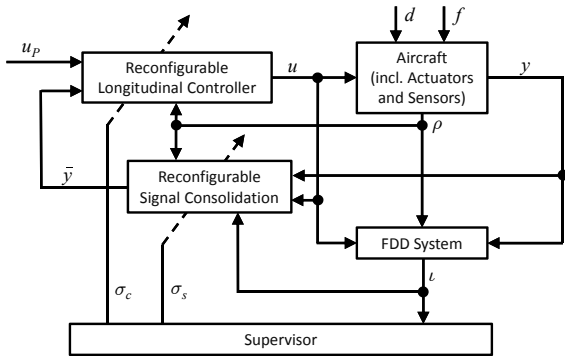 d
f
u_P
Reconfigurable
Longitudinal Controller
u
Aircraft
(incl. Actuators
and Sensors)
y
ρ
ȳ
Reconfigurable
Signal Consolidation
FDD System
ι
σ_c
σ_s
Supervisor